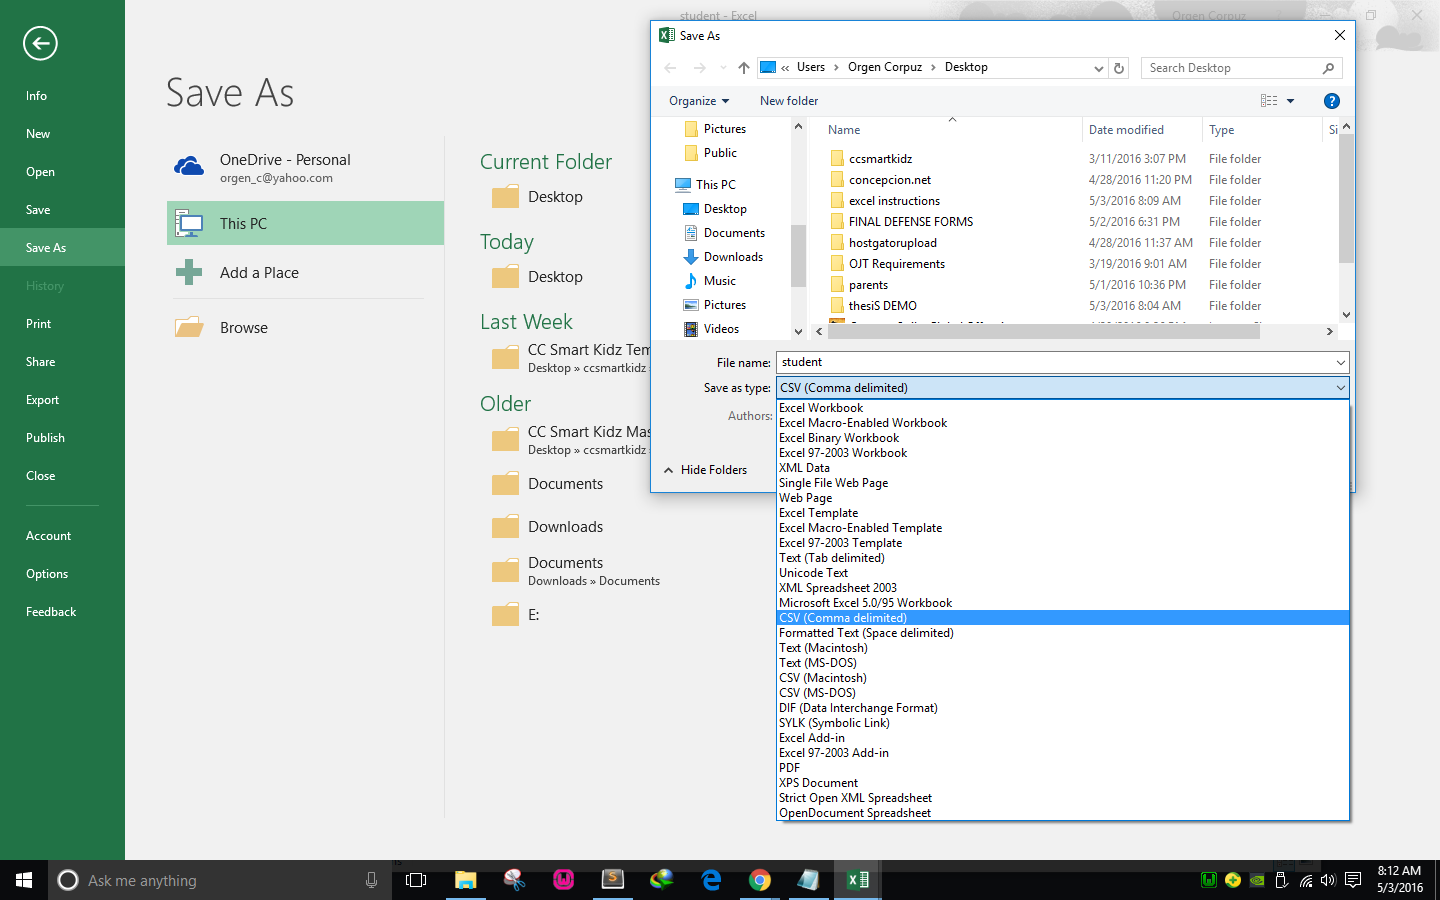 student - Excel
Orgen Corpuz
Info
New
Open
Save
Save As
History
Print
Share
Export
Publish
Close
Account
Options
Feedback
Save As
OneDrive - Personal
orgen_c@yahoo.com
This PC
Add a Place
Browse
Current Folder
Desktop
Today
Desktop
Last Week
CC Smart Kidz Tem
Desktop » ccsmartkidz
Older
CC Smart Kidz Mas
Desktop » ccsmartkidz
Documents
Downloads
Documents
Downloads » Documents
E:
Save As
« Users > Orgen Corpuz > Desktop
Search Desktop
Organize
New folder
?
Pictures
Public
This PC
Desktop
Documents
Downloads
Music
Pictures
Videos
Name Date modified Type Si
ccsmartkidz 3/11/2016 3:07 PM File folder
concepcion.net 4/28/2016 11:20 PM File folder
excel instructions 5/3/2016 8:09 AM File folder
FINAL DEFENSE FORMS 5/2/2016 6:31 PM File folder
hostgatorupload 4/28/2016 11:37 AM File folder
OJT Requirements 3/19/2016 9:01 AM File folder
parents 5/1/2016 10:36 PM File folder
thesiS DEMO 5/3/2016 8:04 AM File folder
File name: student
Save as type: CSV (Comma delimited)
Authors:
Hide Folders
Excel Workbook
Excel Macro-Enabled Workbook
Excel Binary Workbook
Excel 97-2003 Workbook
XML Data
Single File Web Page
Web Page
Excel Template
Excel Macro-Enabled Template
Excel 97-2003 Template
Text (Tab delimited)
Unicode Text
XML Spreadsheet 2003
Microsoft Excel 5.0/95 Workbook
CSV (Comma delimited)
Formatted Text (Space delimited)
Text (Macintosh)
Text (MS-DOS)
CSV (Macintosh)
CSV (MS-DOS)
DIF (Data Interchange Format)
SYLK (Symbolic Link)
Excel Add-in
Excel 97-2003 Add-in
PDF
XPS Document
Strict Open XML Spreadsheet
OpenDocument Spreadsheet
Ask me anything
8:12 AM
5/3/2016